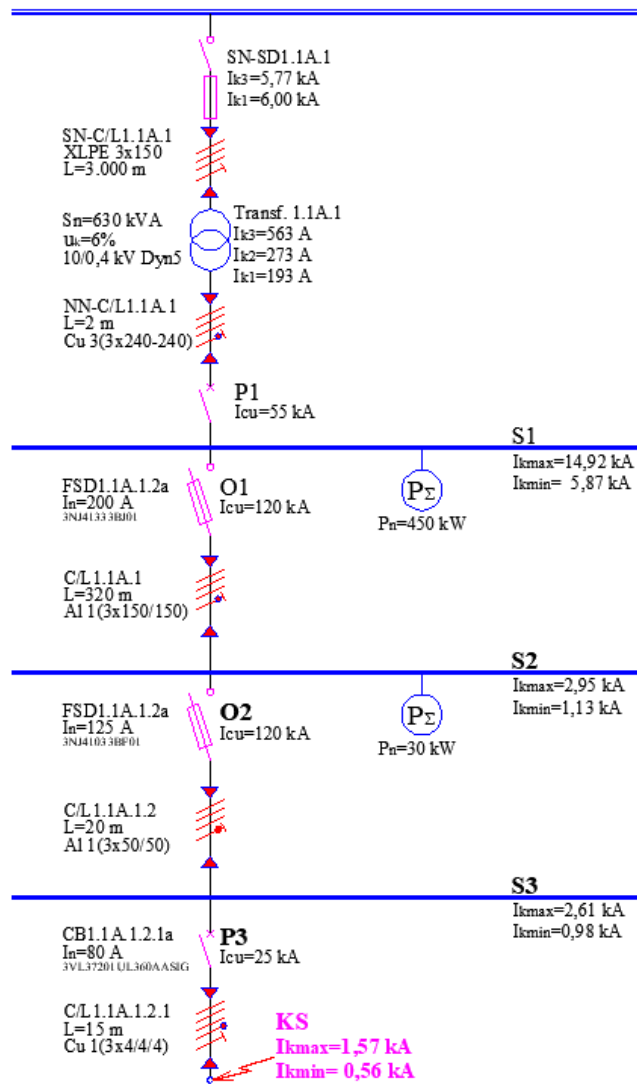 SN-SD1.1A.1
Ik3=5,77 kA
Ik1=6,00 kA
SN-C/L1.1A.1
XLPE 3x150
L=3.000 m
Sn=630 kVA
uk=6%
10/0,4 kV Dyn5
Transf. 1.1A.1
Ik3=563 A
Ik2=273 A
Ik1=193 A
NN-C/L1.1A.1
L=2 m
Cu 3(3x240-240)
P1
Icu=55 kA
S1
Ikmax=14,92 kA
Ikmin= 5,87 kA
FSD1.1A.1.2a
In=200 A
3NJ41333BJ01
O1
Icu=120 kA
PΣ
Pn=450 kW
C/L1.1A.1
L=320 m
Al 1(3x150/150)
S2
Ikmax=2,95 kA
Ikmin=1,13 kA
FSD1.1A.1.2a
In=125 A
3NJ41033BF01
O2
Icu=120 kA
PΣ
Pn=30 kW
C/L1.1A.1.2
L=20 m
Al 1(3x50/50)
S3
Ikmax=2,61 kA
Ikmin=0,98 kA
CB1.1A.1.2.1a
In=80 A
3VL37201UL360AASIG
P3
Icu=25 kA
C/L1.1A.1.2.1
L=15 m
Cu 1(3x4/4/4)
KS
Ikmax=1,57 kA
Ikmin= 0,56 kA